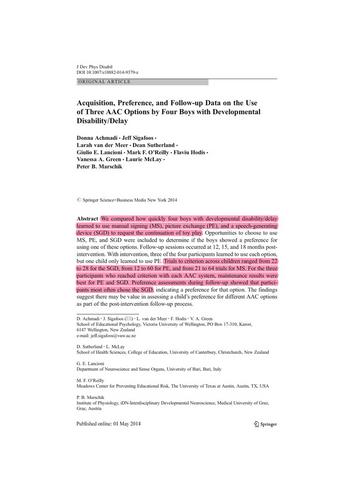 J Dev Phys Disabil
DOI 10.1007/s10882-014-9379-z
ORIGINAL ARTICLE
Acquisition, Preference, and Follow-up Data on the Use
of Three AAC Options by Four Boys with Developmental
Disability/Delay
Donna Achmadi • Jeff Sigafoos •
Larah van der Meer • Dean Sutherland •
Giulio E. Lancioni • Mark F. O'Reilly • Flaviu Hodis •
Vanessa A. Green • Laurie McLay •
Peter B. Marschik
© Springer Science+Business Media New York 2014
Abstract We compared how quickly four boys with developmental disability/delay
learned to use manual signing (MS), picture exchange (PE), and a speech-generating
device (SGD) to request the continuation of toy play. Opportunities to choose to use
MS, PE, and SGD were included to determine if the boys showed a preference for
using one of these options. Follow-up sessions occurred at 12, 15, and 18 months post-
intervention. With intervention, three of the four participants learned to use each option,
but one child only learned to use PE. Trials to criterion across children ranged from 22
to 28 for the SGD, from 12 to 60 for PE, and from 21 to 64 trials for MS. For the three
participants who reached criterion with each AAC system, maintenance results were
best for PE and SGD. Preference assessments during follow-up showed that partici-
pants most often chose the SGD, indicating a preference for that option. The findings
suggest there may be value in assessing a child's preference for different AAC options
as part of the post-intervention follow-up process.
D. Achmadi • J. Sigafoos • L. van der Meer • F. Hodis • V. A. Green
School of Educational Psychology, Victoria University of Wellington, PO Box 17-310, Karori,
6147 Wellington, New Zealand
e-mail: jeff.sigafoos@vuw.ac.nz
D. Sutherland • L. McLay
School of Health Sciences, College of Education, University of Canterbury, Christchurch, New Zealand
G. E. Lancioni
Department of Neuroscience and Sense Organs, University of Bari, Bari, Italy
M. F. O'Reilly
Meadows Center for Preventing Educational Risk, The University of Texas at Austin, Austin, TX, USA
P. B. Marschik
Institute of Physiology, iDN-Interdisciplinary Developmental Neuroscience, Medical University of Graz,
Graz, Austria
Published online: 01 May 2014
Springer